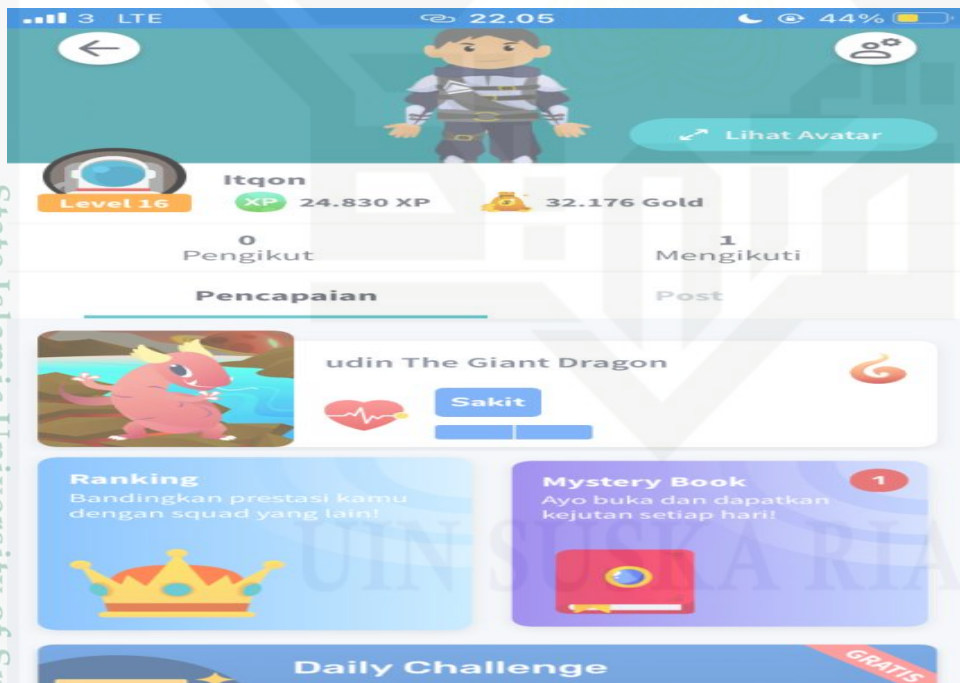 3 LTE 22.05 44%
Lihat Avatar
Itqon
Level 16 XP 24.830 XP 32.176 Gold
0 1
Pengikut Mengikuti
Pencapaian Post
udin The Giant Dragon
Sakit
Ranking
Bandingkan prestasi kamu
dengan squad yang lain!
Mystery Book 1
Ayo buka dan dapatkan
kejutan setiap hari!
UIN SUSKA RIA
Daily Challenge
GRATIS